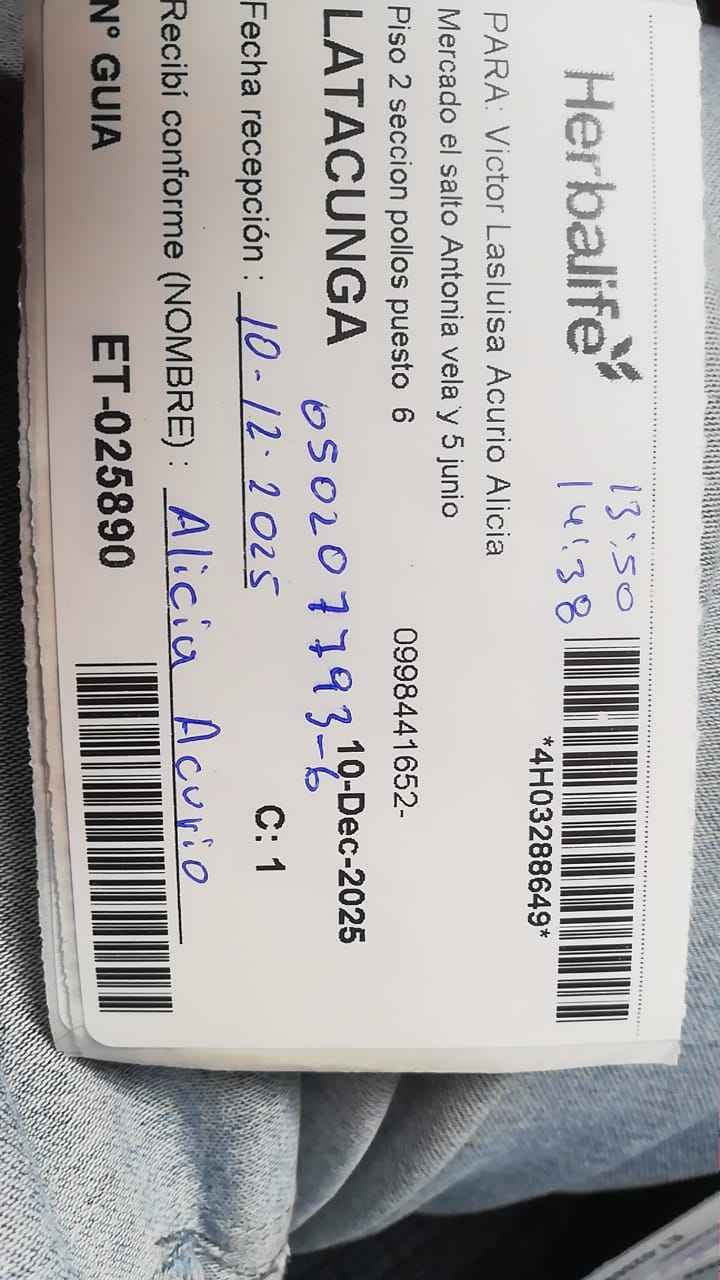 Herbalife
13:50
14:38
*4H03288649*
PARA: Victor Lasluisa Acurio Alicia
Mercado el salto Antonia vela y 5 junio
Piso 2 seccion pollos puesto 6
0998441652-
LATACUNGA
10-Dec-2025
050207793-6
Fecha recepción : 10-12-2025
C: 1
Recibí conforme (NOMBRE) : Alicia Acurio
N° GUIA
ET-025890